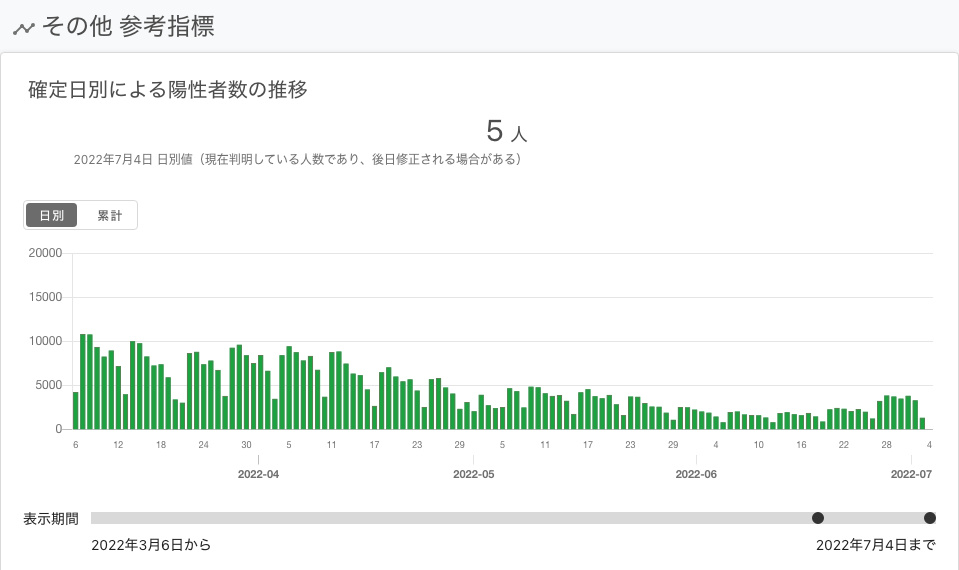 その他 参考指標
確定日別による陽性者数の推移
5 人
2022年7月4日 日別値（現在判明している人数であり、後日修正される場合がある）
日別 累計
20000
15000
10000
5000
0
6 12 18 24 30 5 11 17 23 29 5 11 17 23 29 4 10 16 22 28 4
2022-04 2022-05 2022-06 2022-07
表示期間
2022年3月6日から 2022年7月4日まで